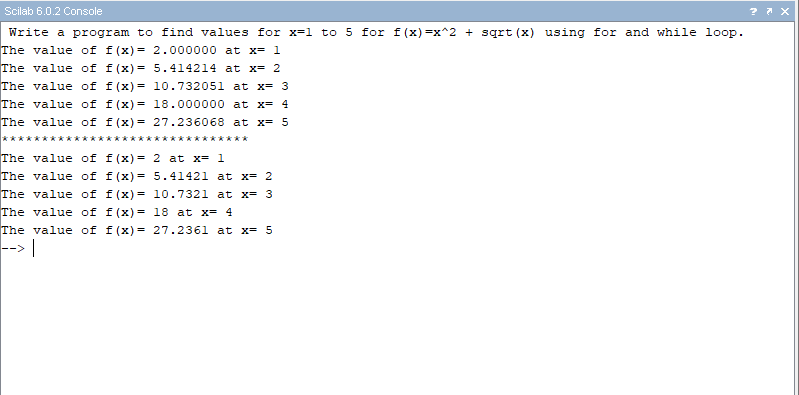 Scilab 6.0.2 Console
Write a program to find values for x=1 to 5 for f(x)=x^2 + sqrt(x) using for and while loop.
The value of f(x)= 2.000000 at x= 1
The value of f(x)= 5.414214 at x= 2
The value of f(x)= 10.732051 at x= 3
The value of f(x)= 18.000000 at x= 4
The value of f(x)= 27.236068 at x= 5
*******************************
The value of f(x)= 2 at x= 1
The value of f(x)= 5.41421 at x= 2
The value of f(x)= 10.7321 at x= 3
The value of f(x)= 18 at x= 4
The value of f(x)= 27.2361 at x= 5
-->